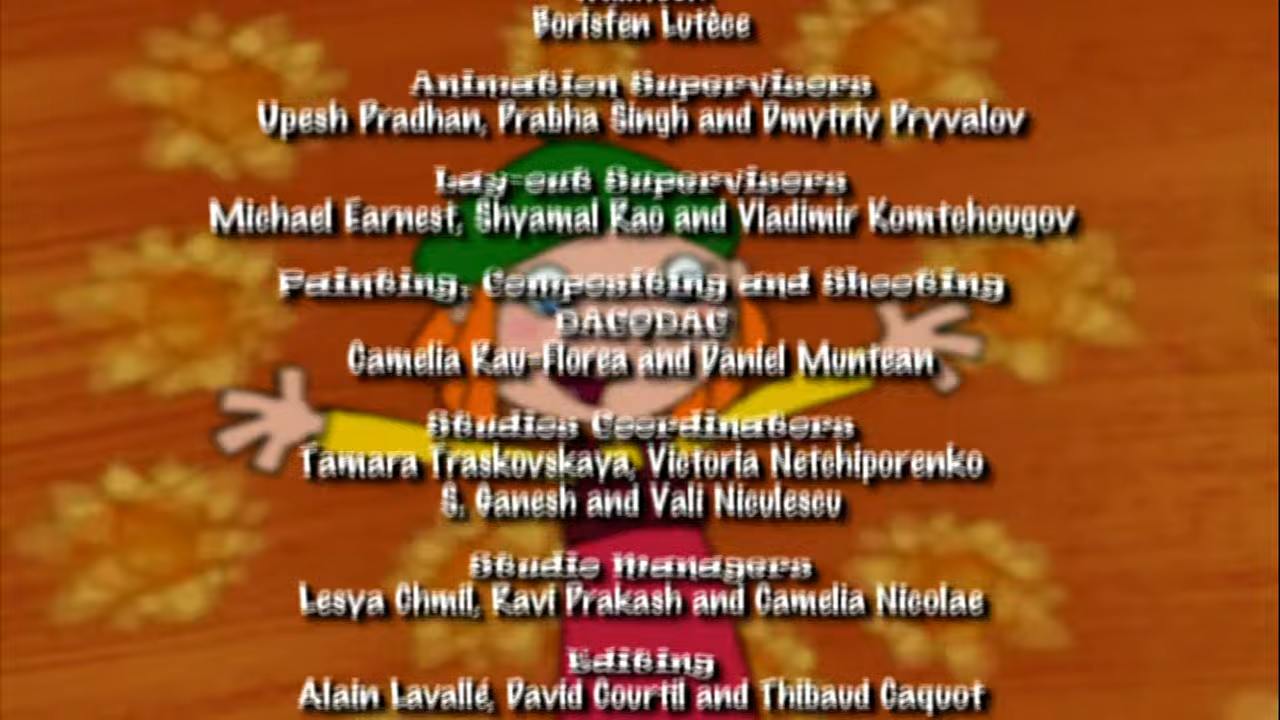 Boristen Lutèce
Animation Supervisors
Upesh Pradhan, Prabha Singh and Dmytriy Pryvalov
Lay-out Supervisors
Michael Earnest, Shyamal Rao and Vladimir Komtchougov
Painting, Compositing and Shooting
DACODAC
Camelia Rau-Florea and Daniel Muntean
Studios Coordinators
Tamara Traskovskaya, Victoria Netchiporenko
S. Ganesh and Vali Niculescu
Studio Managers
Lesya Chmil, Ravi Prakash and Camelia Nicolae
Editing
Alain Lavallé, David Courtil and Thibaud Caquot